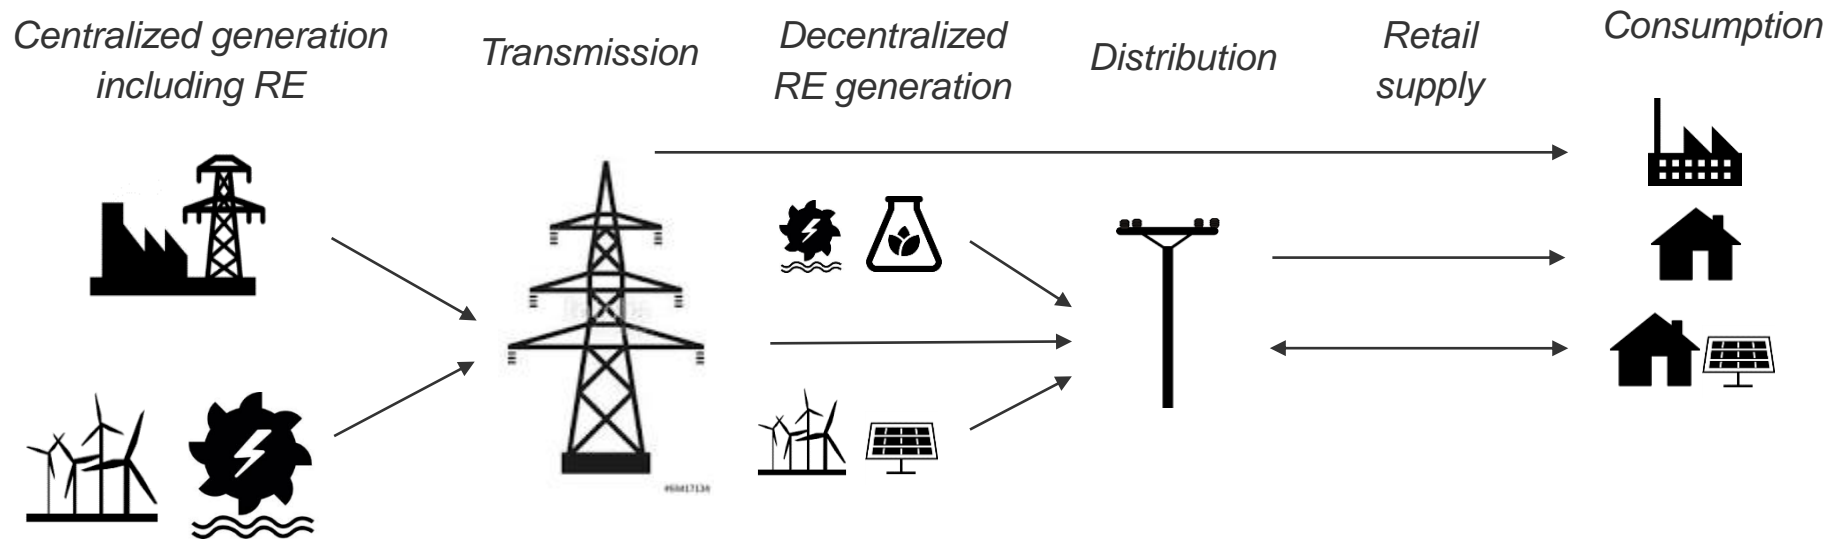 Centralized generation
including RE
Transmission
Decentralized
RE generation
Distribution
Retail
supply
Consumption